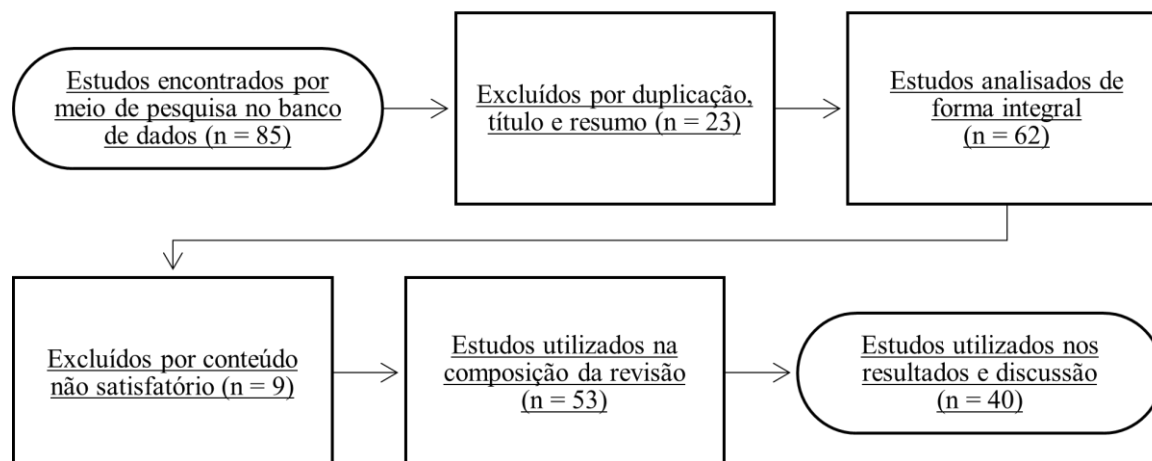 Estudos encontrados por
meio de pesquisa no banco
de dados (n = 85)
Excluídos por duplicação,
título e resumo (n = 23)
Estudos analisados de
forma integral
(n = 62)
Excluídos por conteúdo
não satisfatório (n = 9)
Estudos utilizados na
composição da revisão
(n = 53)
Estudos utilizados nos
resultados e discussão
(n = 40)